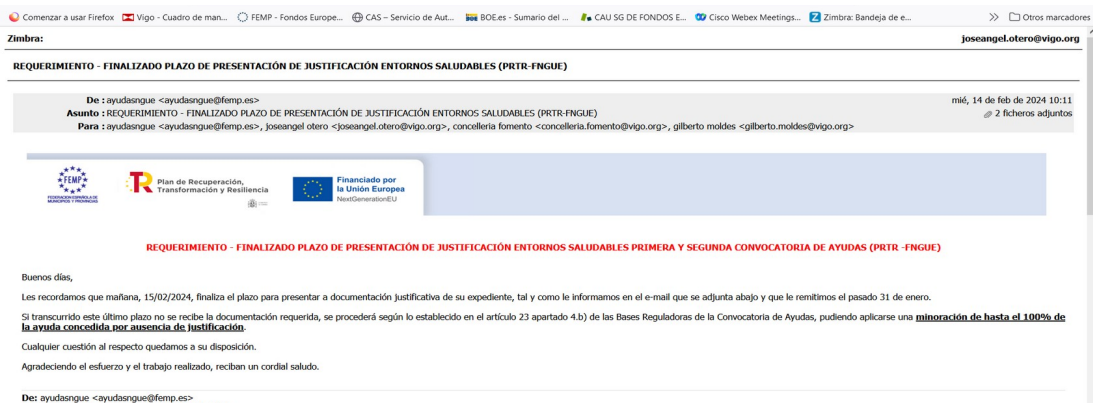 Comenzar a usar Firefox Vigo - Cuadro de man... FEMP - Fondos Europe... CAS – Servicio de Aut... BOE.es - Sumario del ... CAU SG DE FONDOS E... Cisco Webex Meetings... Zimbra: Bandeja de e... Otros marcadores
Zimbra: joseangel.otero@vigo.org
REQUERIMIENTO - FINALIZADO PLAZO DE PRESENTACIÓN DE JUSTIFICACIÓN ENTORNOS SALUDABLES (PRTR-FNGUE)
De : ayudasngue <ayudasngue@femp.es> mié, 14 de feb de 2024 10:11
Asunto : REQUERIMIENTO - FINALIZADO PLAZO DE PRESENTACIÓN DE JUSTIFICACIÓN ENTORNOS SALUDABLES (PRTR-FNGUE) 2 ficheros adjuntos
Para : ayudasngue <ayudasngue@femp.es>, joseangel otero <joseangel.otero@vigo.org>, concelleria fomento <concelleria.fomento@vigo.org>, gilberto moldes <gilberto.moldes@vigo.org>
FEMP
FEDERACION ESPAÑOLA DE
MUNICIPIOS Y PROVINCIAS
Plan de Recuperación,
Transformación y Resiliencia
Financiado por
la Unión Europea
NextGenerationEU
REQUERIMIENTO - FINALIZADO PLAZO DE PRESENTACIÓN DE JUSTIFICACIÓN ENTORNOS SALUDABLES PRIMERA Y SEGUNDA CONVOCATORIA DE AYUDAS (PRTR -FNGUE)
Buenos días,
Les recordamos que mañana, 15/02/2024, finaliza el plazo para presentar a documentación justificativa de su expediente, tal y como le informamos en el e-mail que se adjunta abajo y que le remitimos el pasado 31 de enero.
Si transcurrido este último plazo no se recibe la documentación requerida, se procederá según lo establecido en el artículo 23 apartado 4.b) de las Bases Reguladoras de la Convocatoria de Ayudas, pudiendo aplicarse una minoración de hasta el 100% de
la ayuda concedida por ausencia de justificación.
Cualquier cuestión al respecto quedamos a su disposición.
Agradeciendo el esfuerzo y el trabajo realizado, reciban un cordial saludo.
De: ayudasngue <ayudasngue@femp.es>